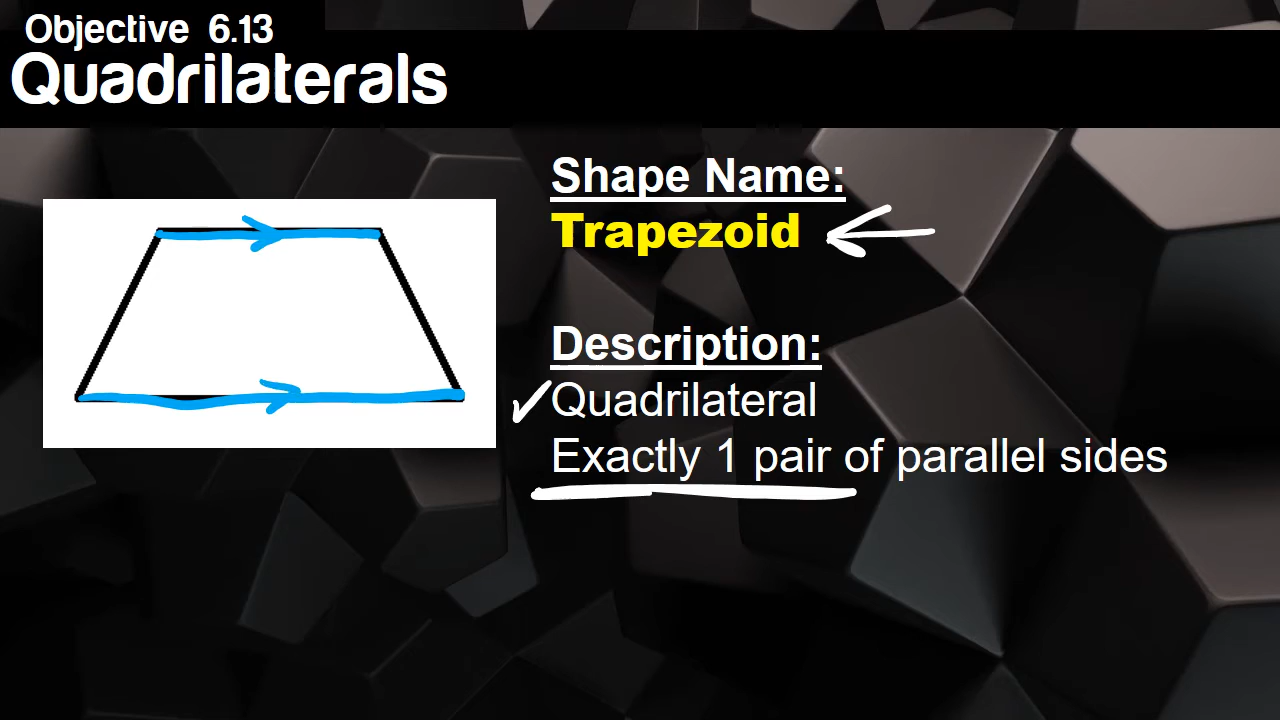 Objective 6.13
Quadrilaterals
Shape Name:
Trapezoid
Description:
Quadrilateral
Exactly 1 pair of parallel sides